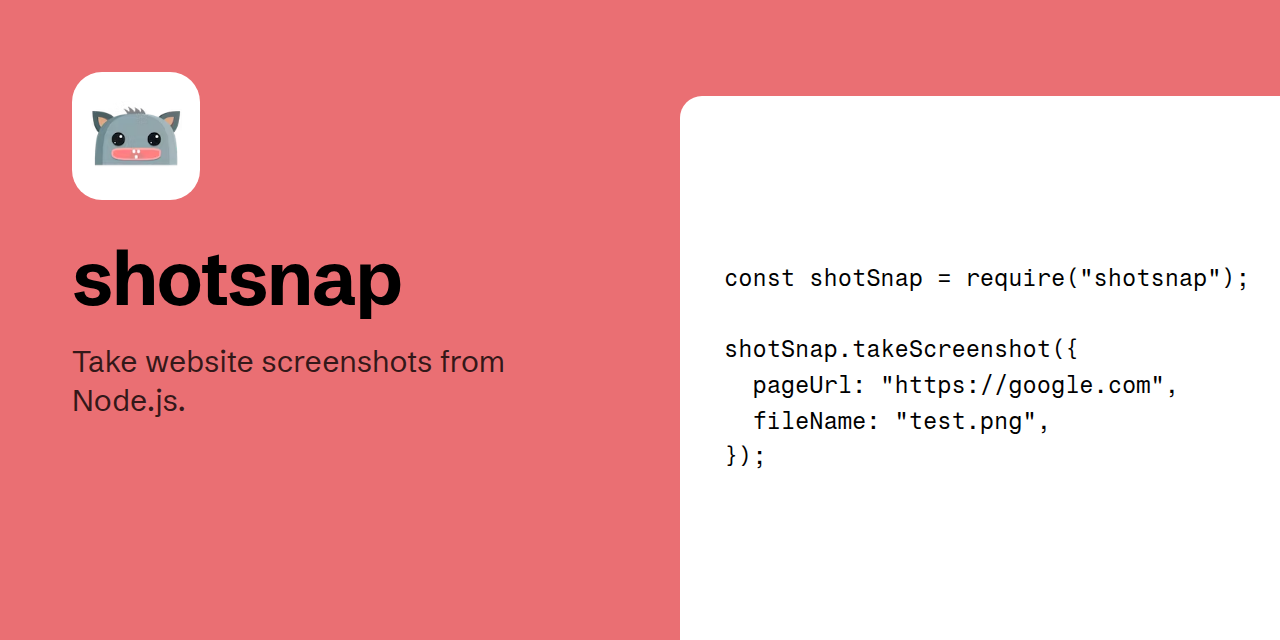 shotsnap
Take website screenshots from
Node.js.
const shotSnap = require("shotsnap");
shotSnap.takeScreenshot({
  pageUrl: "https://google.com",
  fileName: "test.png",
});